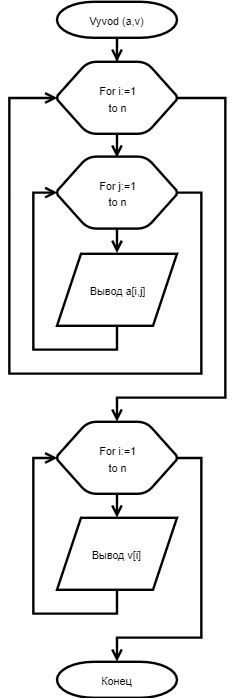 Vyvod (a,v)
For i:=1
to n
For j:=1
to n
Вывод a[i,j]
For i:=1
to n
Вывод v[i]
Конец